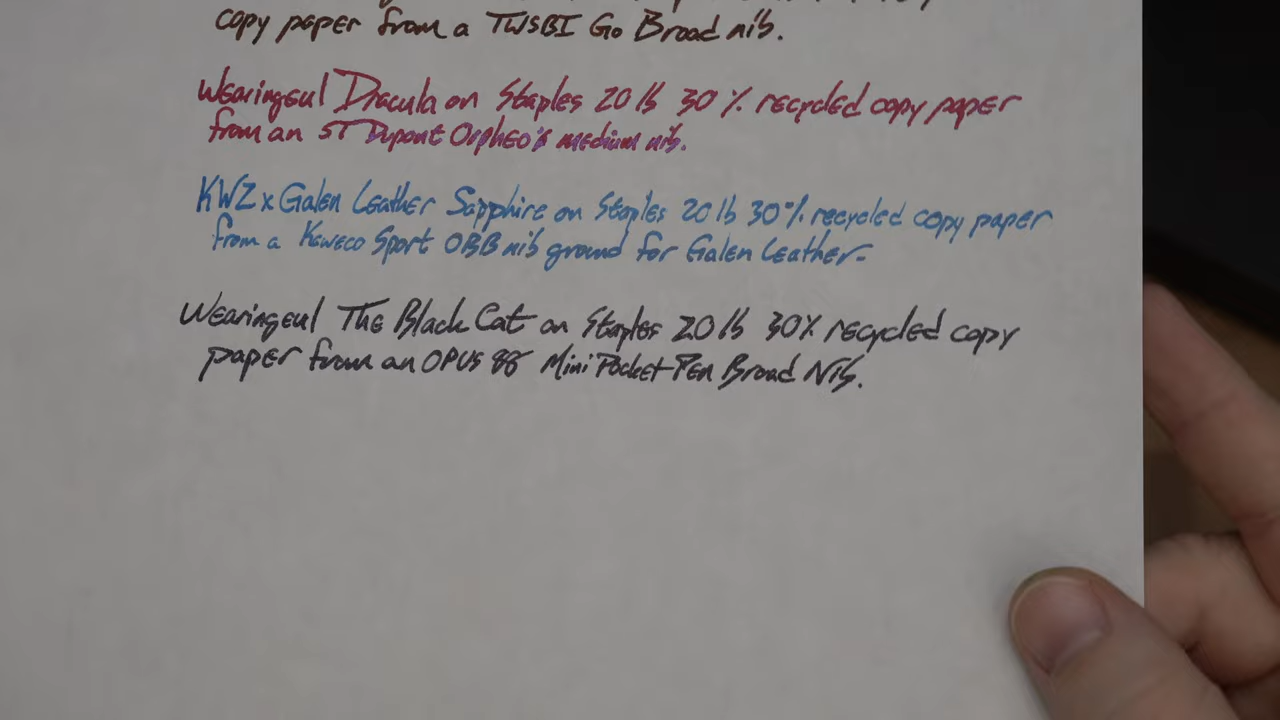 copy paper from a TWSBI Go Broad nib.
Wearingeul Dracula on Staples 20 lb 30% recycled copy paper
from an ST Dupont Orpheo's medium nib.
KWZ x Galen Leather Sapphire on Staples 20 lb 30% recycled copy paper
from a Kaweco Sport OBB nib ground for Galen Leather.
Wearingeul The Black Cat on Staples 20 lb 30% recycled copy
paper from an OPUS 88 Mini Pocket Pen Broad Nib.